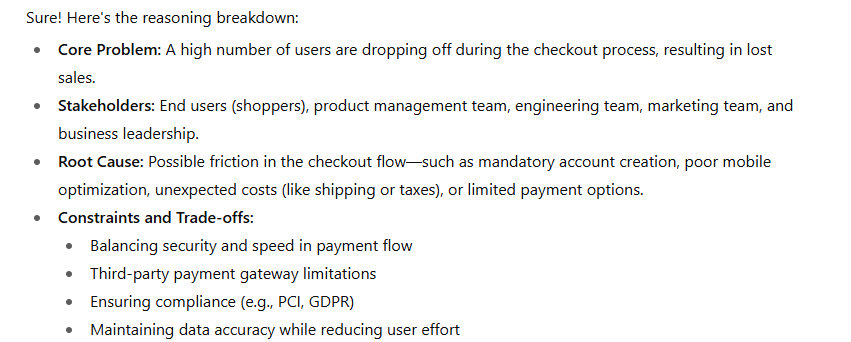 Sure! Here's the reasoning breakdown:
Core Problem: A high number of users are dropping off during the checkout process, resulting in lost
sales.
Stakeholders: End users (shoppers), product management team, engineering team, marketing team, and
business leadership.
Root Cause: Possible friction in the checkout flow—such as mandatory account creation, poor mobile
optimization, unexpected costs (like shipping or taxes), or limited payment options.
Constraints and Trade-offs:
Balancing security and speed in payment flow
Third-party payment gateway limitations
Ensuring compliance (e.g., PCI, GDPR)
Maintaining data accuracy while reducing user effort